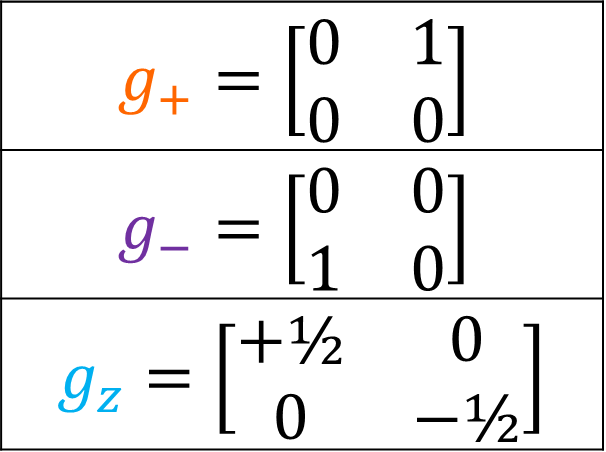 g₊ = [0 1
0 0]
g₋ = [0 0
1 0]
g_z = [+½ 0
0 −½]